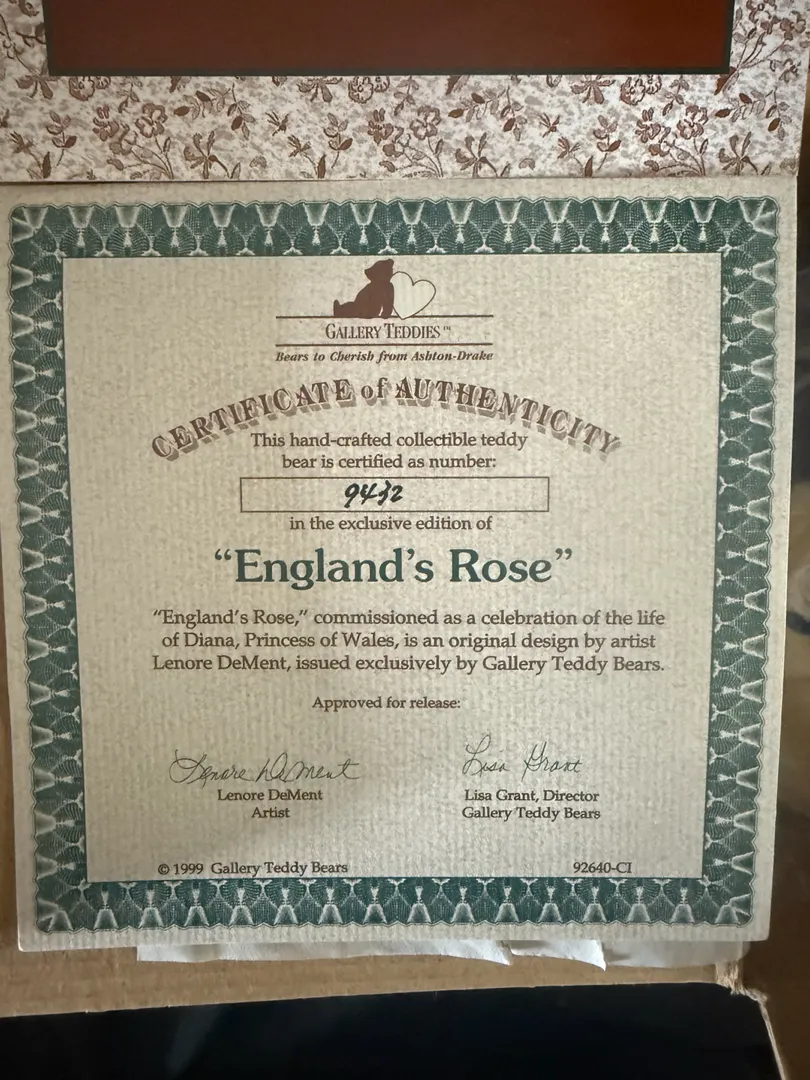 GALLERY TEDDIES™
Bears to Cherish from Ashton-Drake
CERTIFICATE of AUTHENTICITY
This hand-crafted collectible teddy
bear is certified as number:
9432
in the exclusive edition of
“England’s Rose”
“England’s Rose,” commissioned as a celebration of the life
of Diana, Princess of Wales, is an original design by artist
Lenore DeMent, issued exclusively by Gallery Teddy Bears.
Approved for release:
Lenore DeMent Lisa Grant
Lenore DeMent Lisa Grant, Director
Artist Gallery Teddy Bears
© 1999 Gallery Teddy Bears 92640-CI